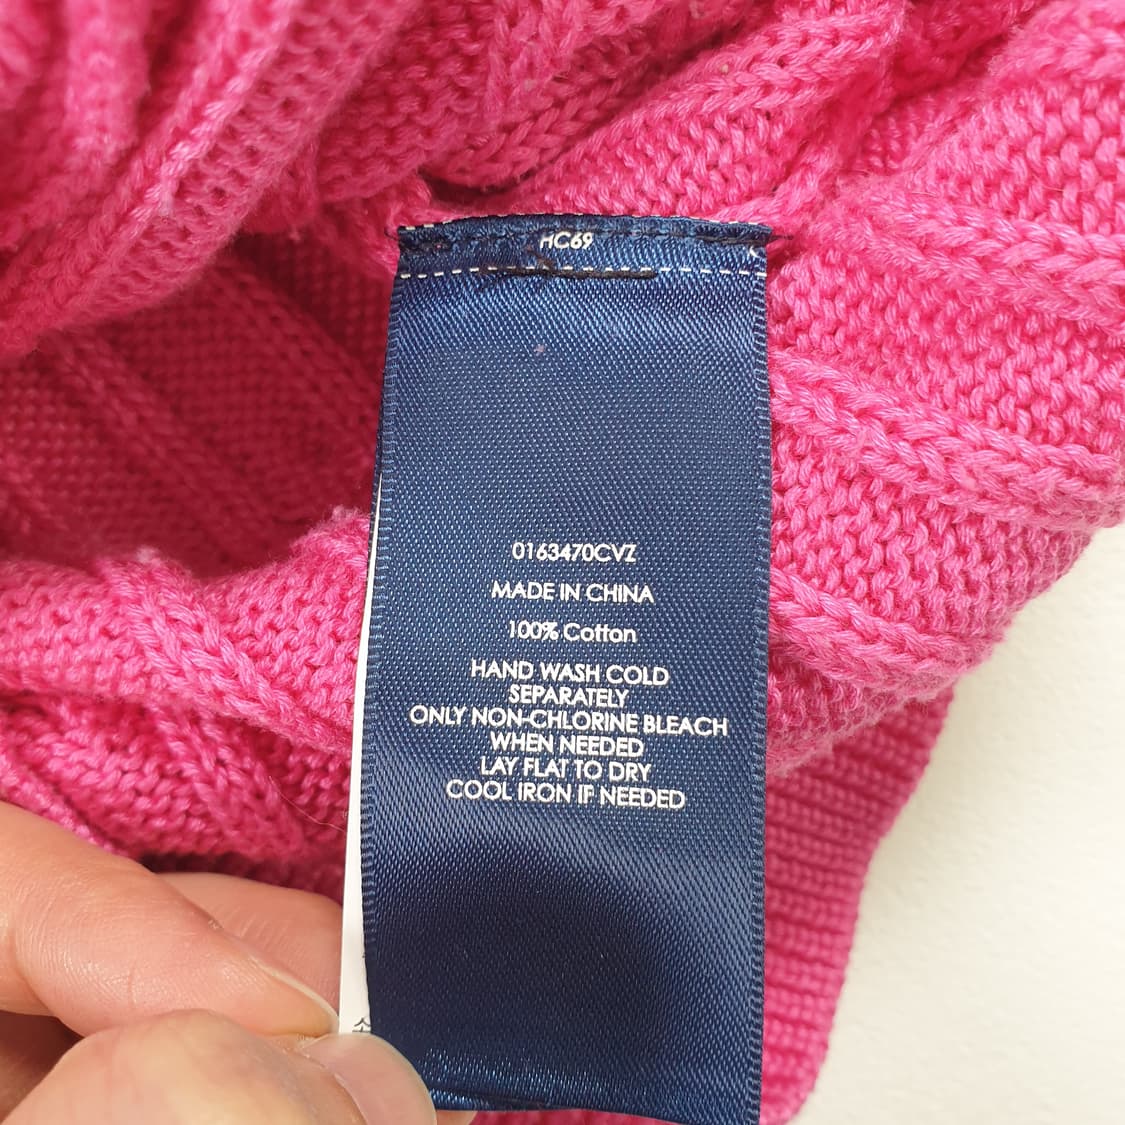 HC69
0163470CVZ
MADE IN CHINA
100% Cotton
HAND WASH COLD
SEPARATELY
ONLY NON-CHLORINE BLEACH
WHEN NEEDED
LAY FLAT TO DRY
COOL IRON IF NEEDED